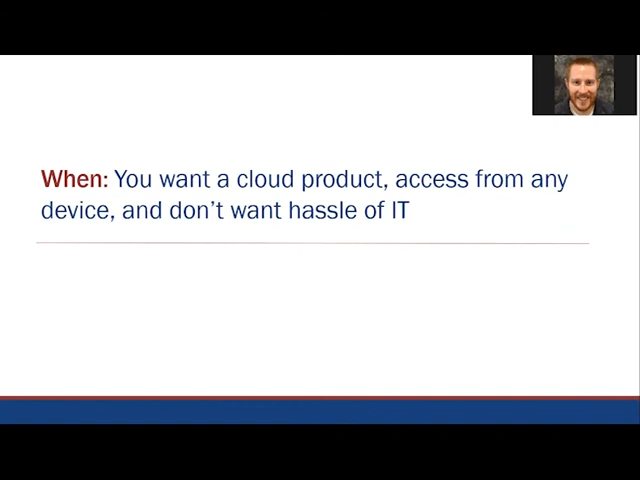 When: You want a cloud product, access from any
device, and don’t want hassle of IT